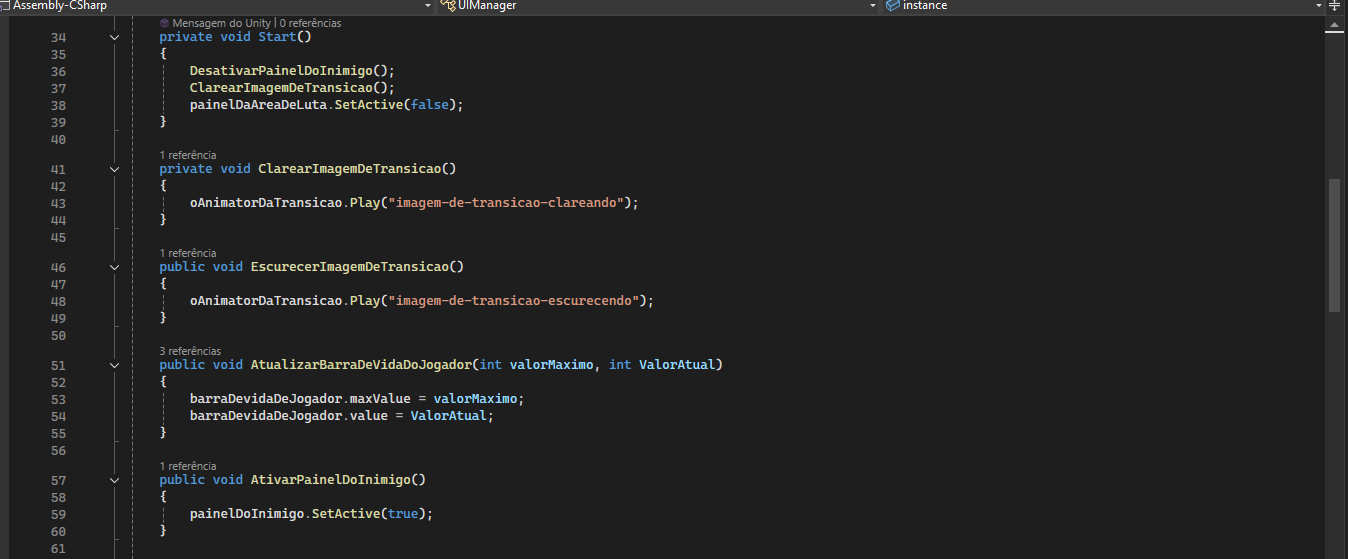 Assembly-CSharp UIManager instance
Mensagem do Unity | 0 referências
34 private void Start()
35 {
36 DesativarPainelDoInimigo();
37 ClarearImagemDeTransicao();
38 painelDaAreaDeLuta.SetActive(false);
39 }
40
1 referência
41 private void ClarearImagemDeTransicao()
42 {
43 oAnimatorDaTransicao.Play("imagem-de-transicao-clareando");
44 }
45
1 referência
46 public void EscurecerImagemDeTransicao()
47 {
48 oAnimatorDaTransicao.Play("imagem-de-transicao-escurecendo");
49 }
50
3 referências
51 public void AtualizarBarraDeVidaDoJogador(int valorMaximo, int ValorAtual)
52 {
53 barraDevidaDeJogador.maxValue = valorMaximo;
54 barraDevidaDeJogador.value = ValorAtual;
55 }
56
1 referência
57 public void AtivarPainelDoInimigo()
58 {
59 painelDoInimigo.SetActive(true);
60 }
61